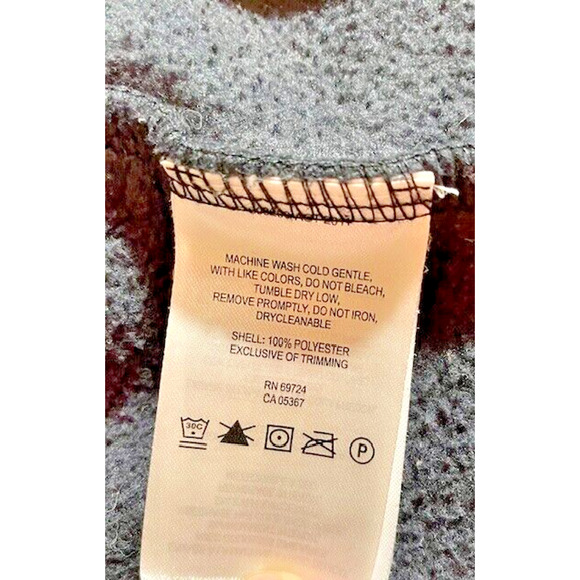 MACHINE WASH COLD GENTLE,
WITH LIKE COLORS, DO NOT BLEACH,
TUMBLE DRY LOW,
REMOVE PROMPTLY, DO NOT IRON,
DRYCLEANABLE
SHELL: 100% POLYESTER
EXCLUSIVE OF TRIMMING
RN 69724
CA 05367
30C P